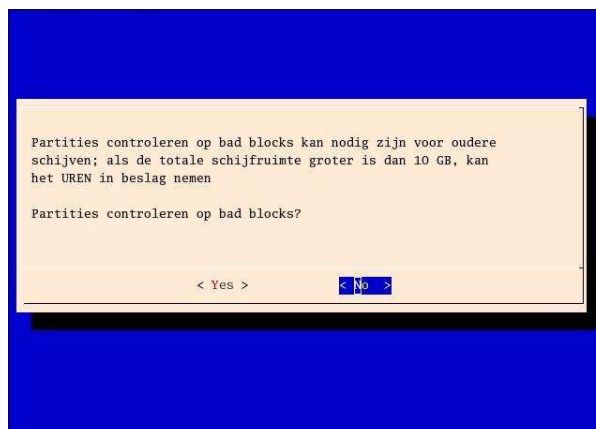 Partities controleren op bad blocks kan nodig zijn voor oudere
schijven; als de totale schijfruimte groter is dan 10 GB, kan
het UREN in beslag nemen
Partities controleren op bad blocks?
< Yes > < No >